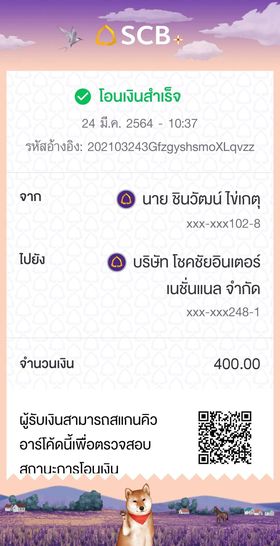 SCB
โอนเงินสำเร็จ
24 มี.ค. 2564 - 10:37
รหัสอ้างอิง: 202103243GfzgyshsmoXLqvzz
จาก
นาย ชินวัฒน์ ไข่เกตุ
xxx-xxx102-8
ไปยัง
บริษัท โชคชัยอินเตอร์
เนชั่นแนล จำกัด
xxx-xxx248-1
จำนวนเงิน
400.00
ผู้รับเงินสามารถสแกนคิว
อาร์โค้ดนี้เพื่อตรวจสอบ
สถานะการโอนเงิน